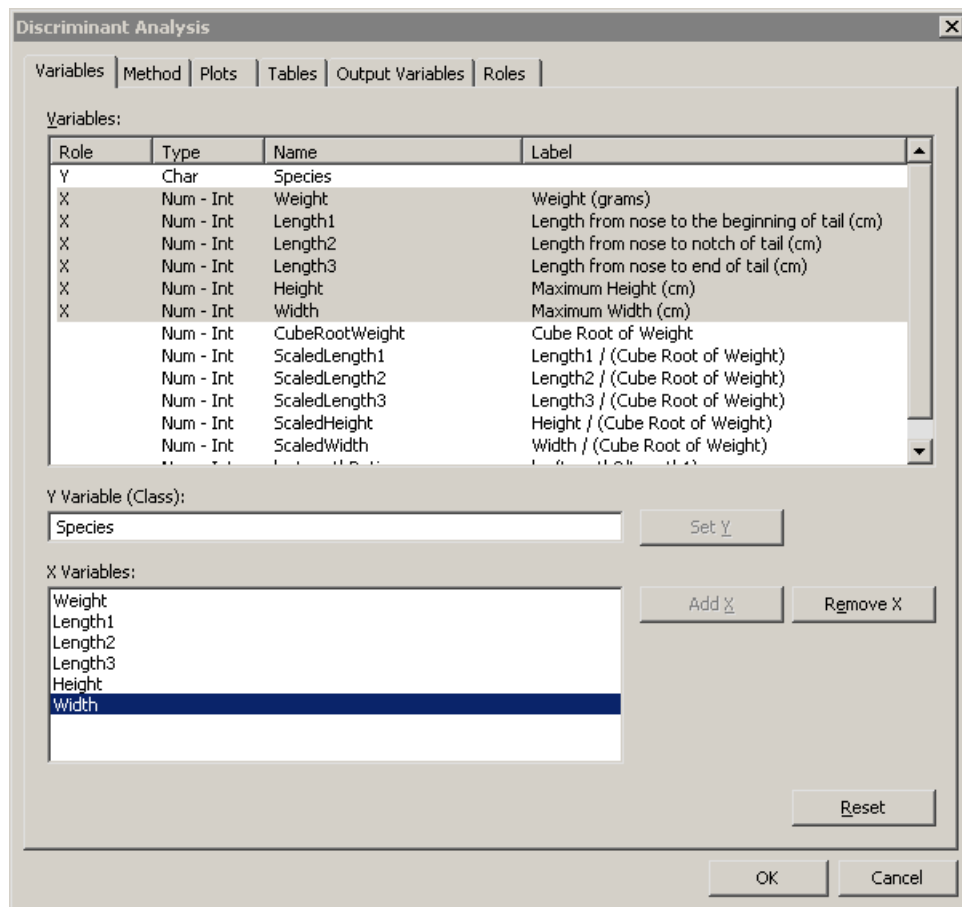 Discriminant Analysis
Variables Method Plots Tables Output Variables Roles
Variables:
Role Type Name Label
Y Char Species
X Num - Int Weight Weight (grams)
X Num - Int Length1 Length from nose to the beginning of tail (cm)
X Num - Int Length2 Length from nose to notch of tail (cm)
X Num - Int Length3 Length from nose to end of tail (cm)
X Num - Int Height Maximum Height (cm)
X Num - Int Width Maximum Width (cm)
Num - Int CubeRootWeight Cube Root of Weight
Num - Int ScaledLength1 Length1 / (Cube Root of Weight)
Num - Int ScaledLength2 Length2 / (Cube Root of Weight)
Num - Int ScaledLength3 Length3 / (Cube Root of Weight)
Num - Int ScaledHeight Height / (Cube Root of Weight)
Num - Int ScaledWidth Width / (Cube Root of Weight)
Y Variable (Class):
Species Set Y
X Variables:
Weight Add X Remove X
Length1
Length2
Length3
Height
Width
Reset
OK Cancel